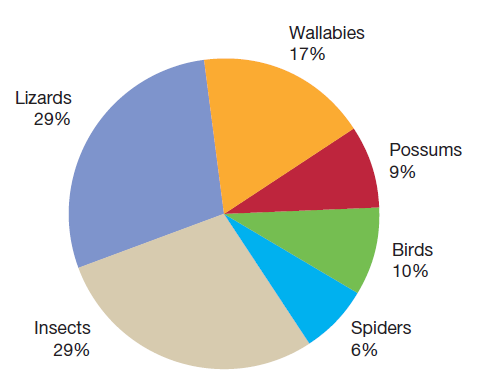 Wallabies
17%
Lizards
29%
Possums
9%
Birds
10%
Insects
29%
Spiders
6%